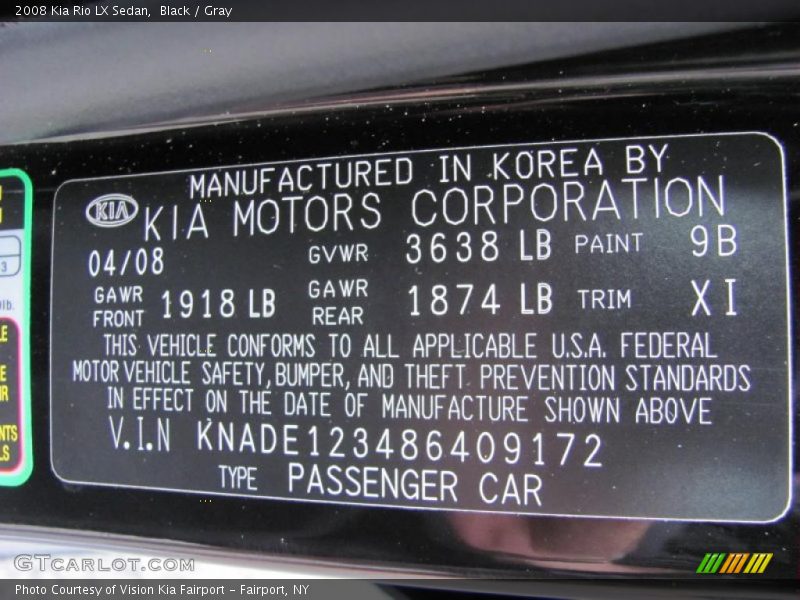 2008 Kia Rio LX Sedan, Black / Gray
MANUFACTURED IN KOREA BY
KIA KIA MOTORS CORPORATION
04/08 GVWR 3638 LB PAINT 9B
GAWR FRONT 1918 LB GAWR REAR 1874 LB TRIM XI
THIS VEHICLE CONFORMS TO ALL APPLICABLE U.S.A. FEDERAL
MOTOR VEHICLE SAFETY, BUMPER, AND THEFT PREVENTION STANDARDS
IN EFFECT ON THE DATE OF MANUFACTURE SHOWN ABOVE
V.I.N KNADE123486409172
TYPE PASSENGER CAR
GTCARLOT.COM
Photo Courtesy of Vision Kia Fairport - Fairport, NY